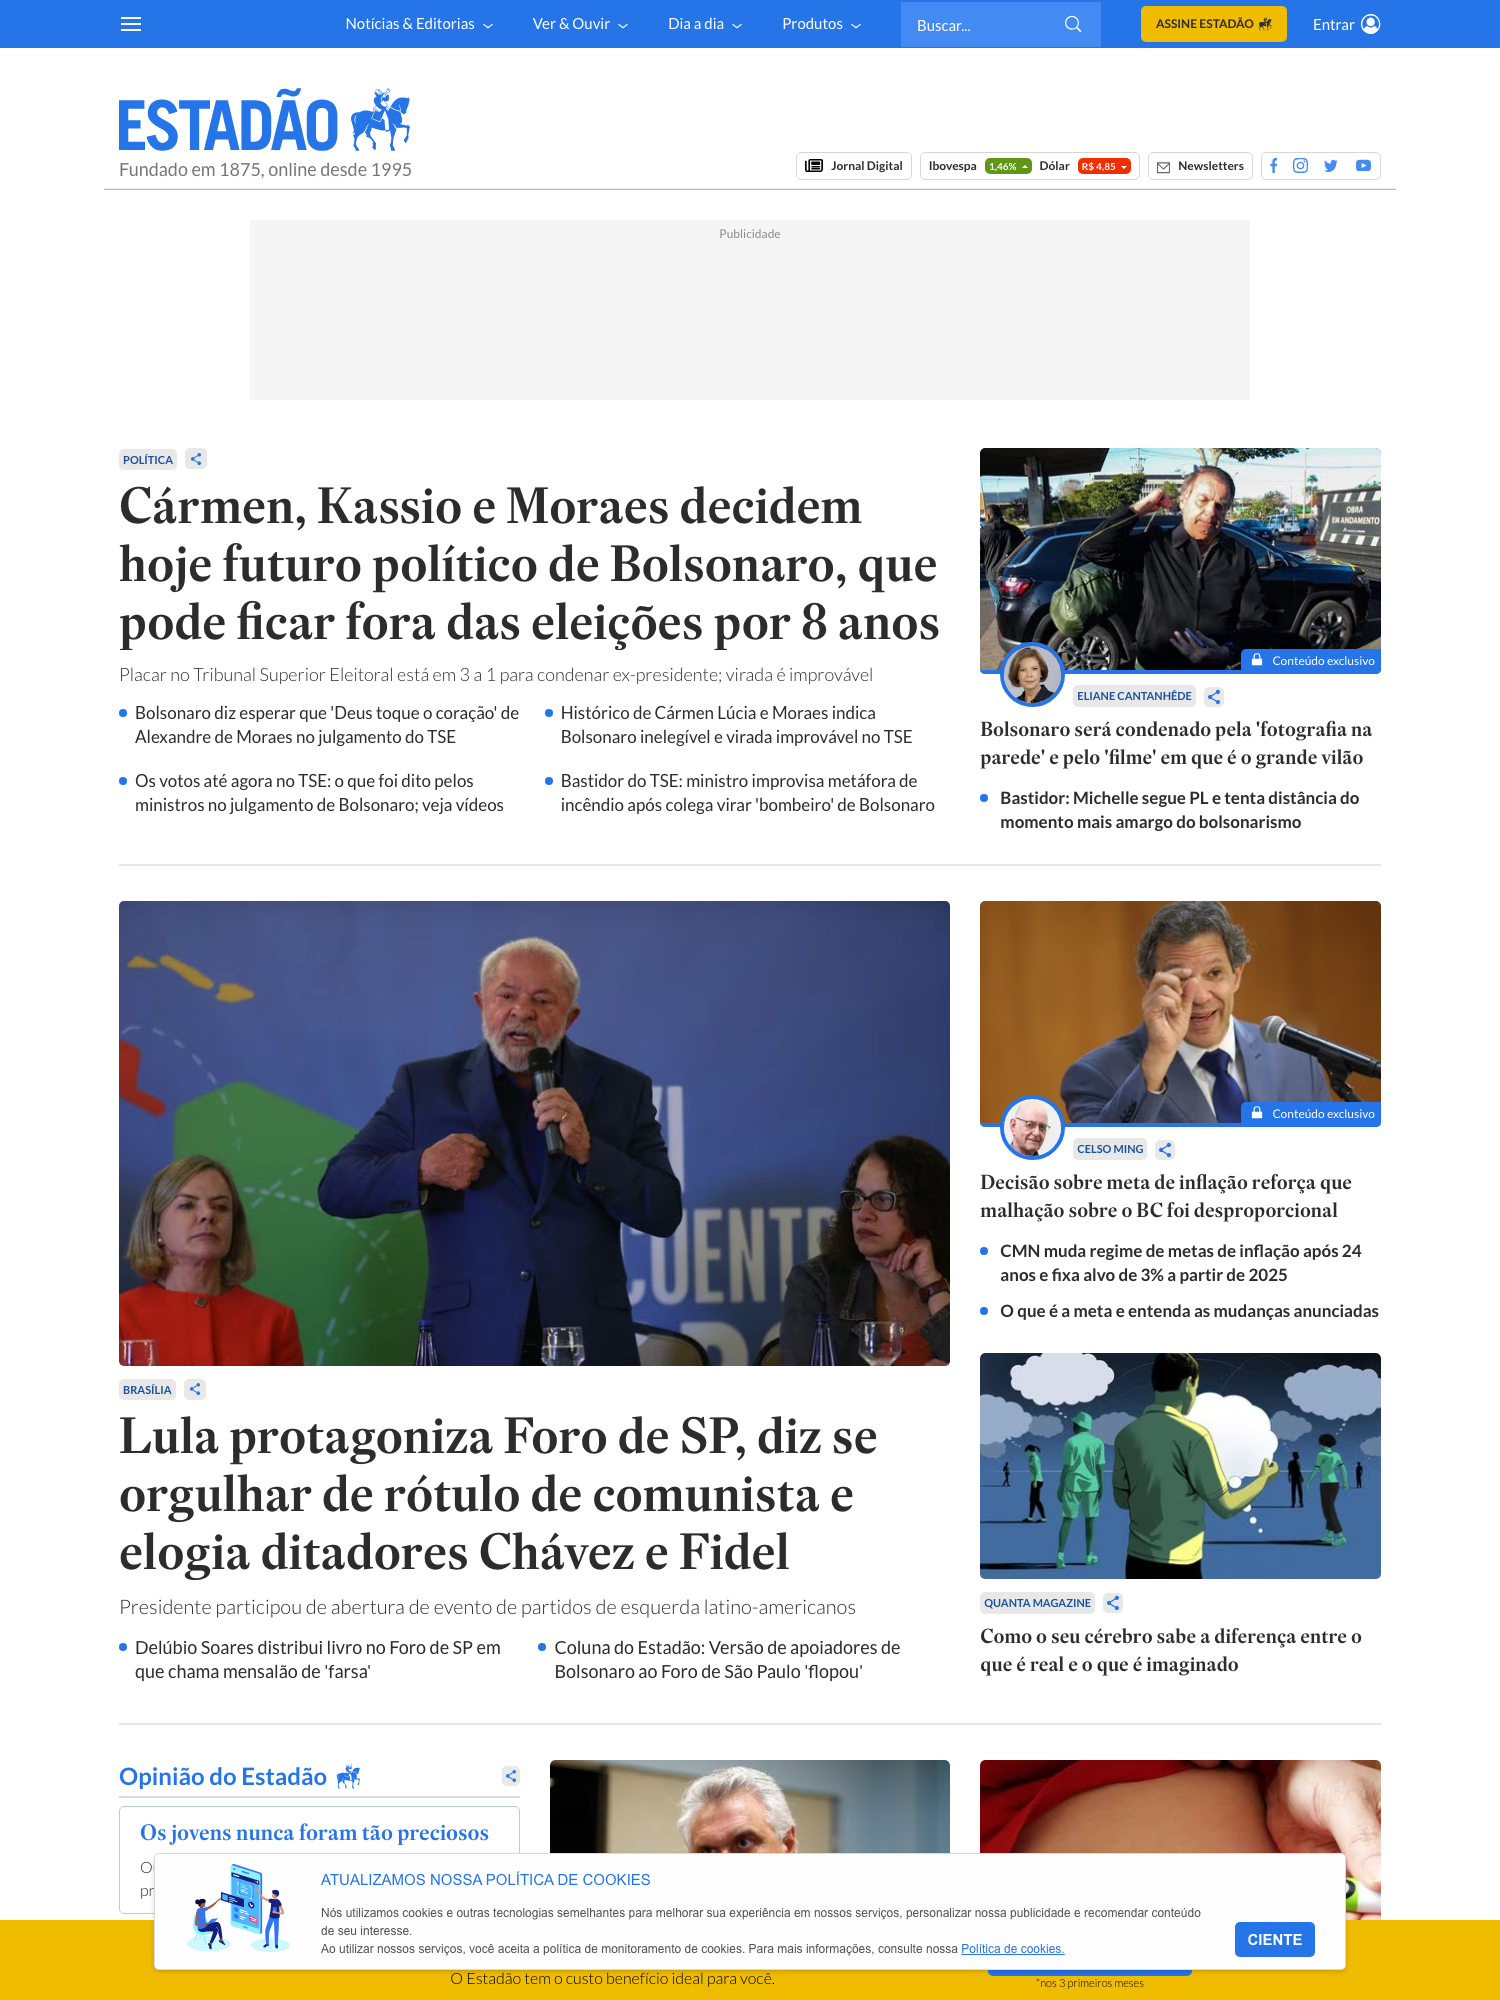 Notícias & Editorias
Ver & Ouvir
Dia a dia
Produtos
Buscar...
ASSINE ESTADÃO
Entrar
ESTADÃO
Fundado em 1875, online desde 1995
Jornal Digital
Ibovespa 1,46% Dólar R$ 4,85
Newsletters
Publicidade
POLÍTICA
Cármen, Kassio e Moraes decidem
hoje futuro político de Bolsonaro, que
pode ficar fora das eleições por 8 anos
Placar no Tribunal Superior Eleitoral está em 3 a 1 para condenar ex-presidente; virada é improvável
Bolsonaro diz esperar que 'Deus toque o coração' de
Alexandre de Moraes no julgamento do TSE
Histórico de Cármen Lúcia e Moraes indica
Bolsonaro inelegível e virada improvável no TSE
Os votos até agora no TSE: o que foi dito pelos
ministros no julgamento de Bolsonaro; veja vídeos
Bastidor do TSE: ministro improvisa metáfora de
incêndio após colega virar 'bombeiro' de Bolsonaro
OBRA
EM ANDAMENTO
Conteúdo exclusivo
ELIANE CANTANHÊDE
Bolsonaro será condenado pela 'fotografia na
parede' e pelo 'filme' em que é o grande vilão
Bastidor: Michelle segue PL e tenta distância do
momento mais amargo do bolsonarismo
CUENTR
BRASÍLIA
Lula protagoniza Foro de SP, diz se
orgulhar de rótulo de comunista e
elogia ditadores Chávez e Fidel
Presidente participou de abertura de evento de partidos de esquerda latino-americanos
Delúbio Soares distribui livro no Foro de SP em
que chama mensalão de 'farsa'
Coluna do Estadão: Versão de apoiadores de
Bolsonaro ao Foro de São Paulo 'flopou'
Conteúdo exclusivo
CELSO MING
Decisão sobre meta de inflação reforça que
malhação sobre o BC foi desproporcional
CMN muda regime de metas de inflação após 24
anos e fixa alvo de 3% a partir de 2025
O que é a meta e entenda as mudanças anunciadas
QUANTA MAGAZINE
Como o seu cérebro sabe a diferença entre o
que é real e o que é imaginado
Opinião do Estadão
Os jovens nunca foram tão preciosos
ATUALIZAMOS NOSSA POLÍTICA DE COOKIES
Nós utilizamos cookies e outras tecnologias semelhantes para melhorar sua experiência em nossos serviços, personalizar nossa publicidade e recomendar conteúdo
de seu interesse.
Ao utilizar nossos serviços, você aceita a política de monitoramento de cookies. Para mais informações, consulte nossa Política de cookies.
CIENTE
O Estadão tem o custo benefício ideal para você.
*nos 3 primeiros meses